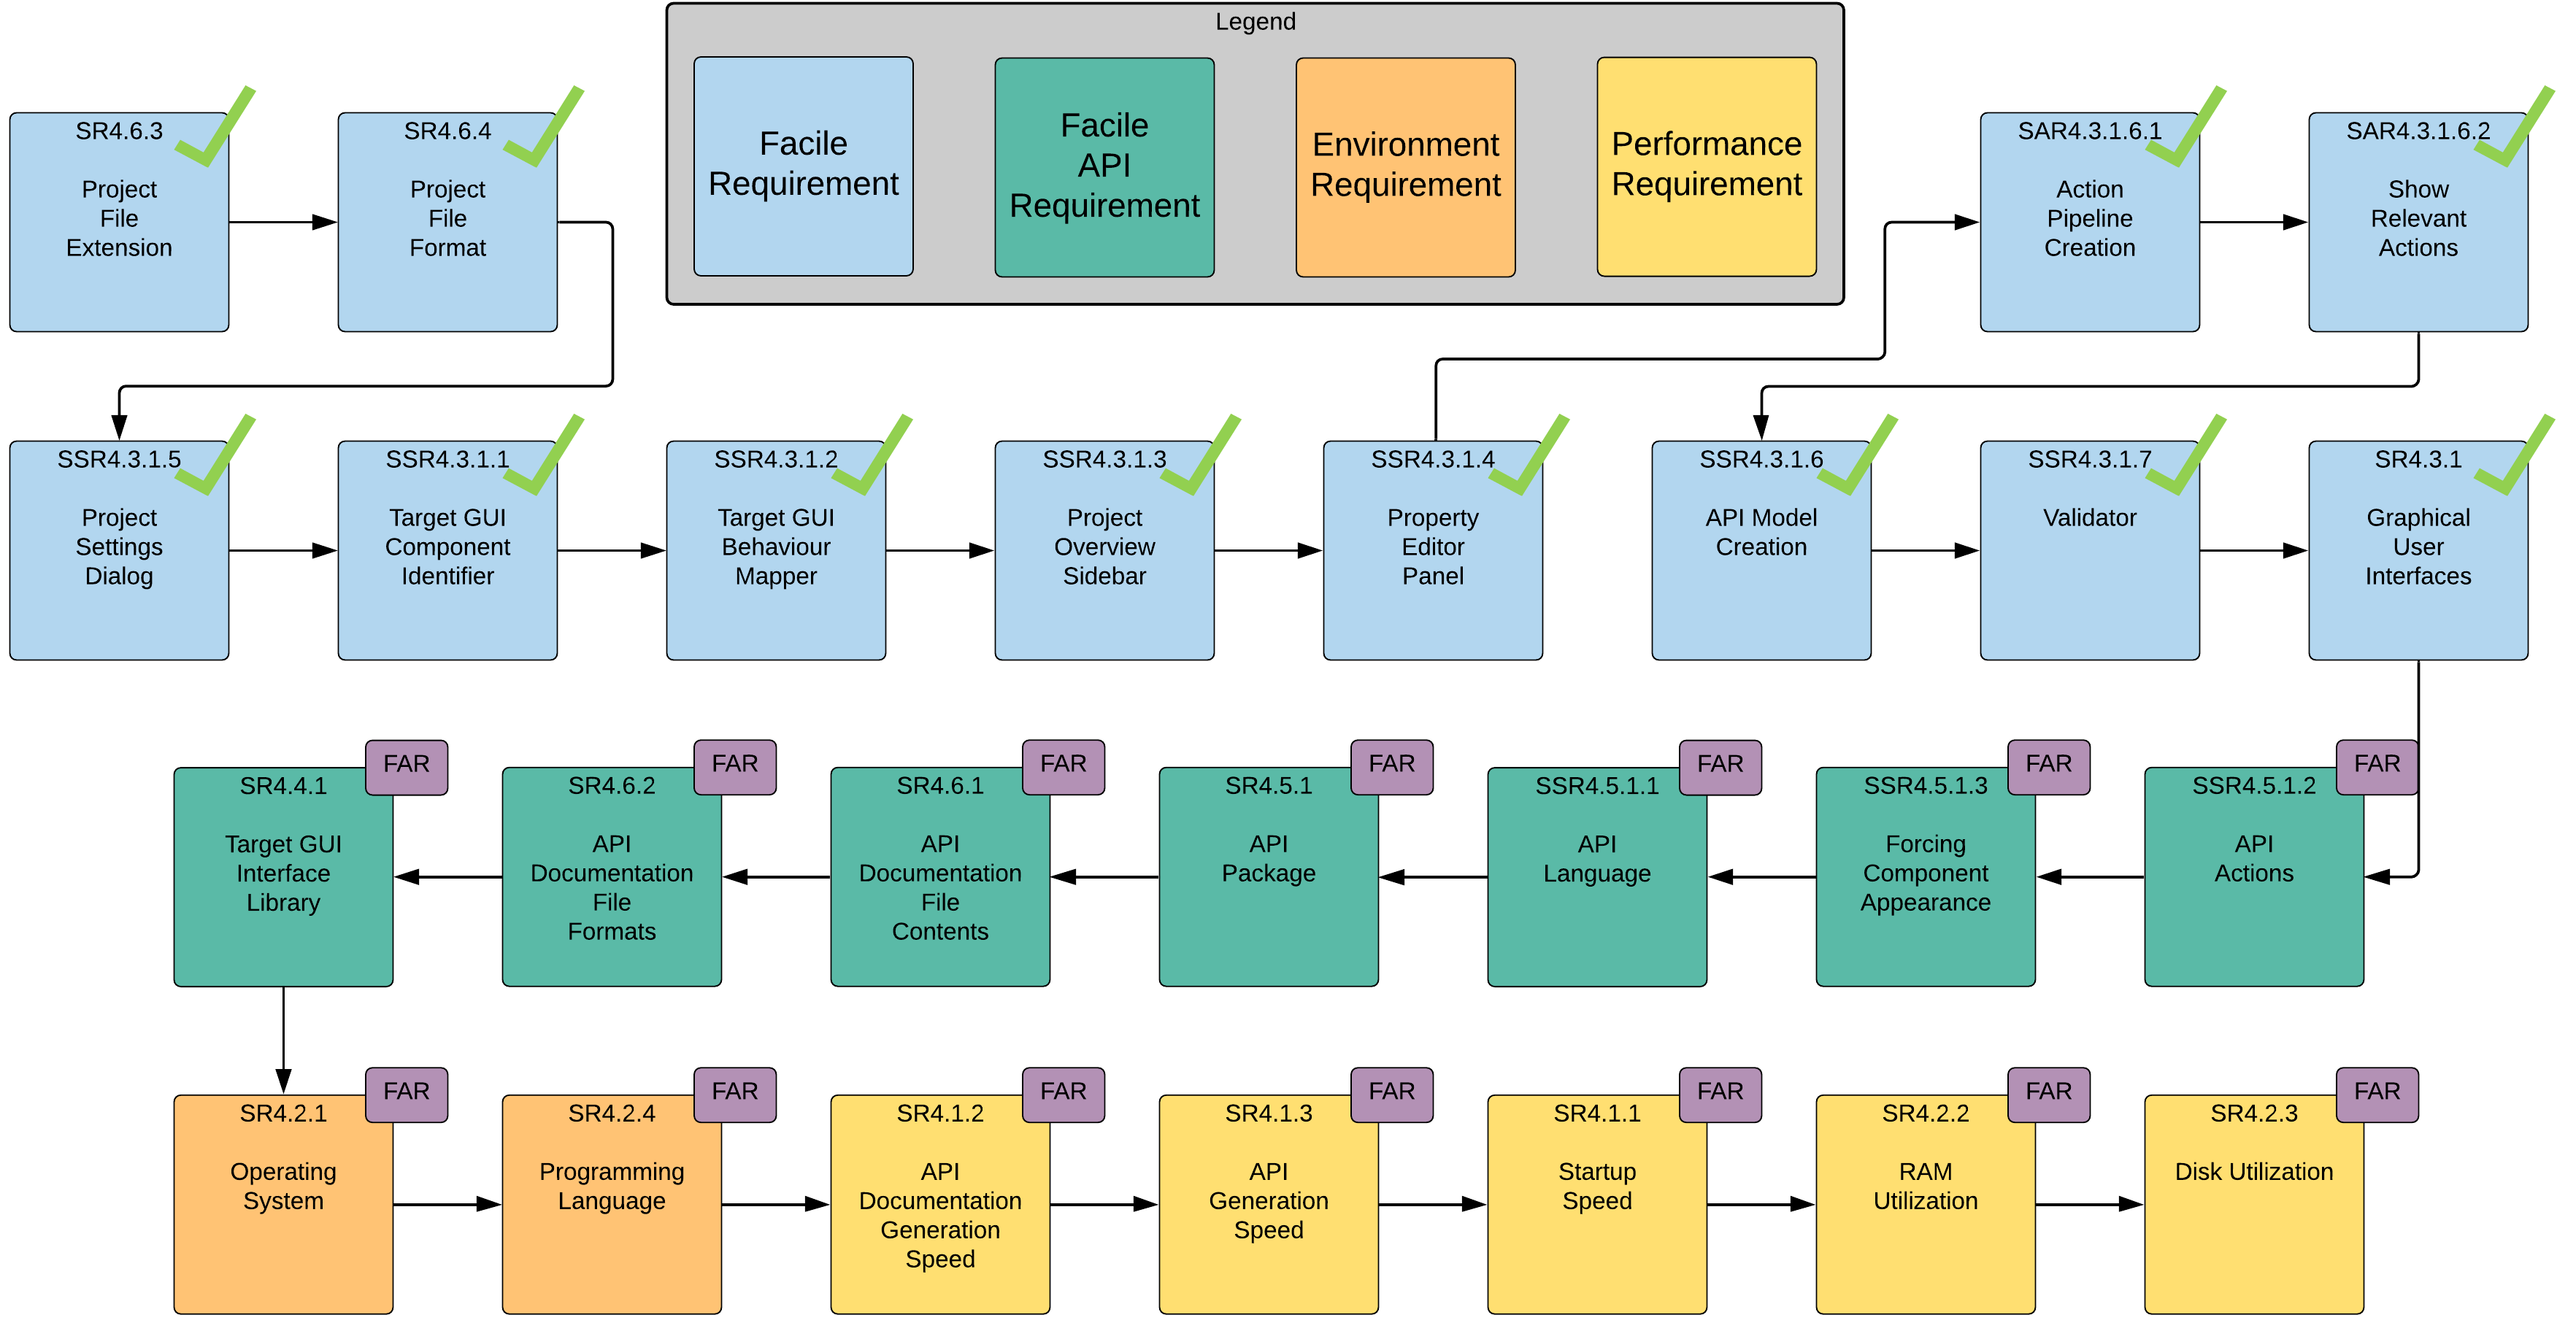 Legend
Facile
Requirement
Facile
API
Requirement
Environment
Requirement
Performance
Requirement
SR4.6.3
Project
File
Extension
SR4.6.4
Project
File
Format
SAR4.3.1.6.1
Action
Pipeline
Creation
SAR4.3.1.6.2
Show
Relevant
Actions
SSR4.3.1.5
Project
Settings
Dialog
SSR4.3.1.1
Target GUI
Component
Identifier
SSR4.3.1.2
Target GUI
Behaviour
Mapper
SSR4.3.1.3
Project
Overview
Sidebar
SSR4.3.1.4
Property
Editor
Panel
SSR4.3.1.6
API Model
Creation
SSR4.3.1.7
Validator
SR4.3.1
Graphical
User
Interfaces
FAR
SR4.4.1
Target GUI
Interface
Library
FAR
SR4.6.2
API
Documentation
File
Formats
FAR
SR4.6.1
API
Documentation
File
Contents
FAR
SR4.5.1
API
Package
FAR
SSR4.5.1.1
API
Language
FAR
SSR4.5.1.3
Forcing
Component
Appearance
FAR
SSR4.5.1.2
API
Actions
FAR
SR4.2.1
Operating
System
FAR
SR4.2.4
Programming
Language
FAR
SR4.1.2
API
Documentation
Generation
Speed
FAR
SR4.1.3
API
Generation
Speed
FAR
SR4.1.1
Startup
Speed
FAR
SR4.2.2
RAM
Utilization
FAR
SR4.2.3
Disk Utilization